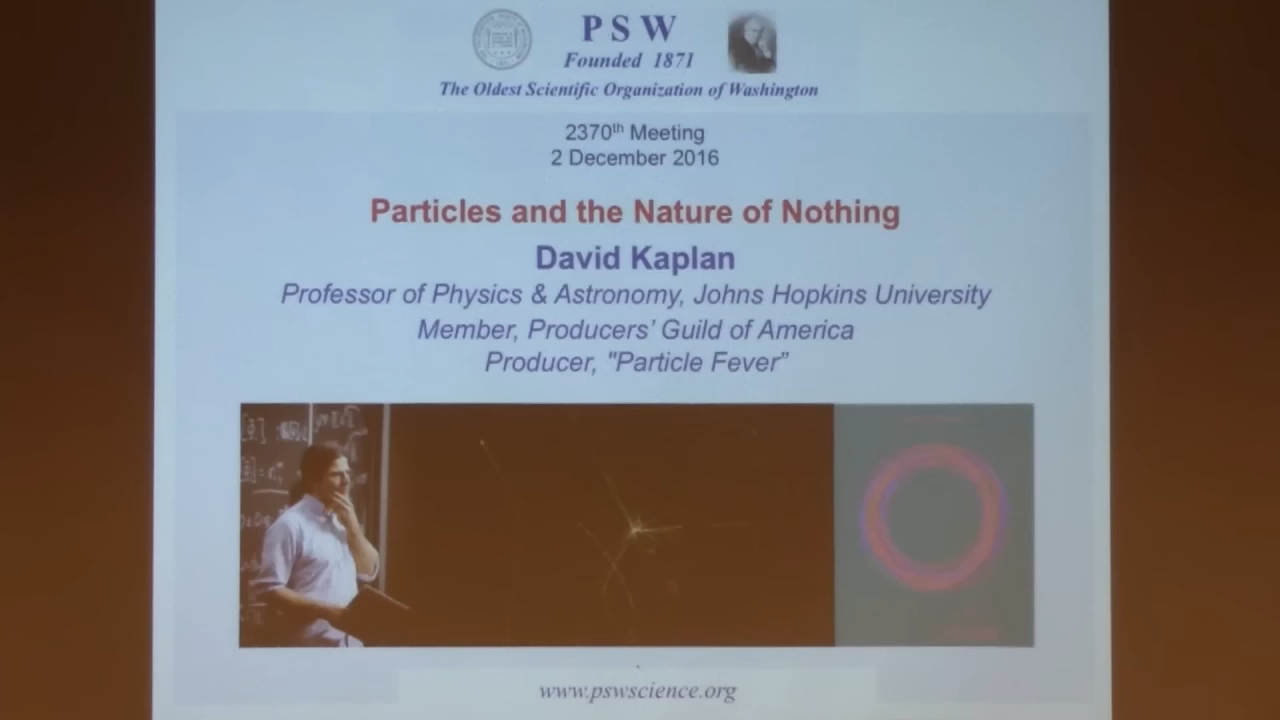 PSW
Founded 1871
The Oldest Scientific Organization of Washington
2370th Meeting
2 December 2016
Particles and the Nature of Nothing
David Kaplan
Professor of Physics & Astronomy, Johns Hopkins University
Member, Producers' Guild of America
Producer, "Particle Fever”
www.pswscience.org